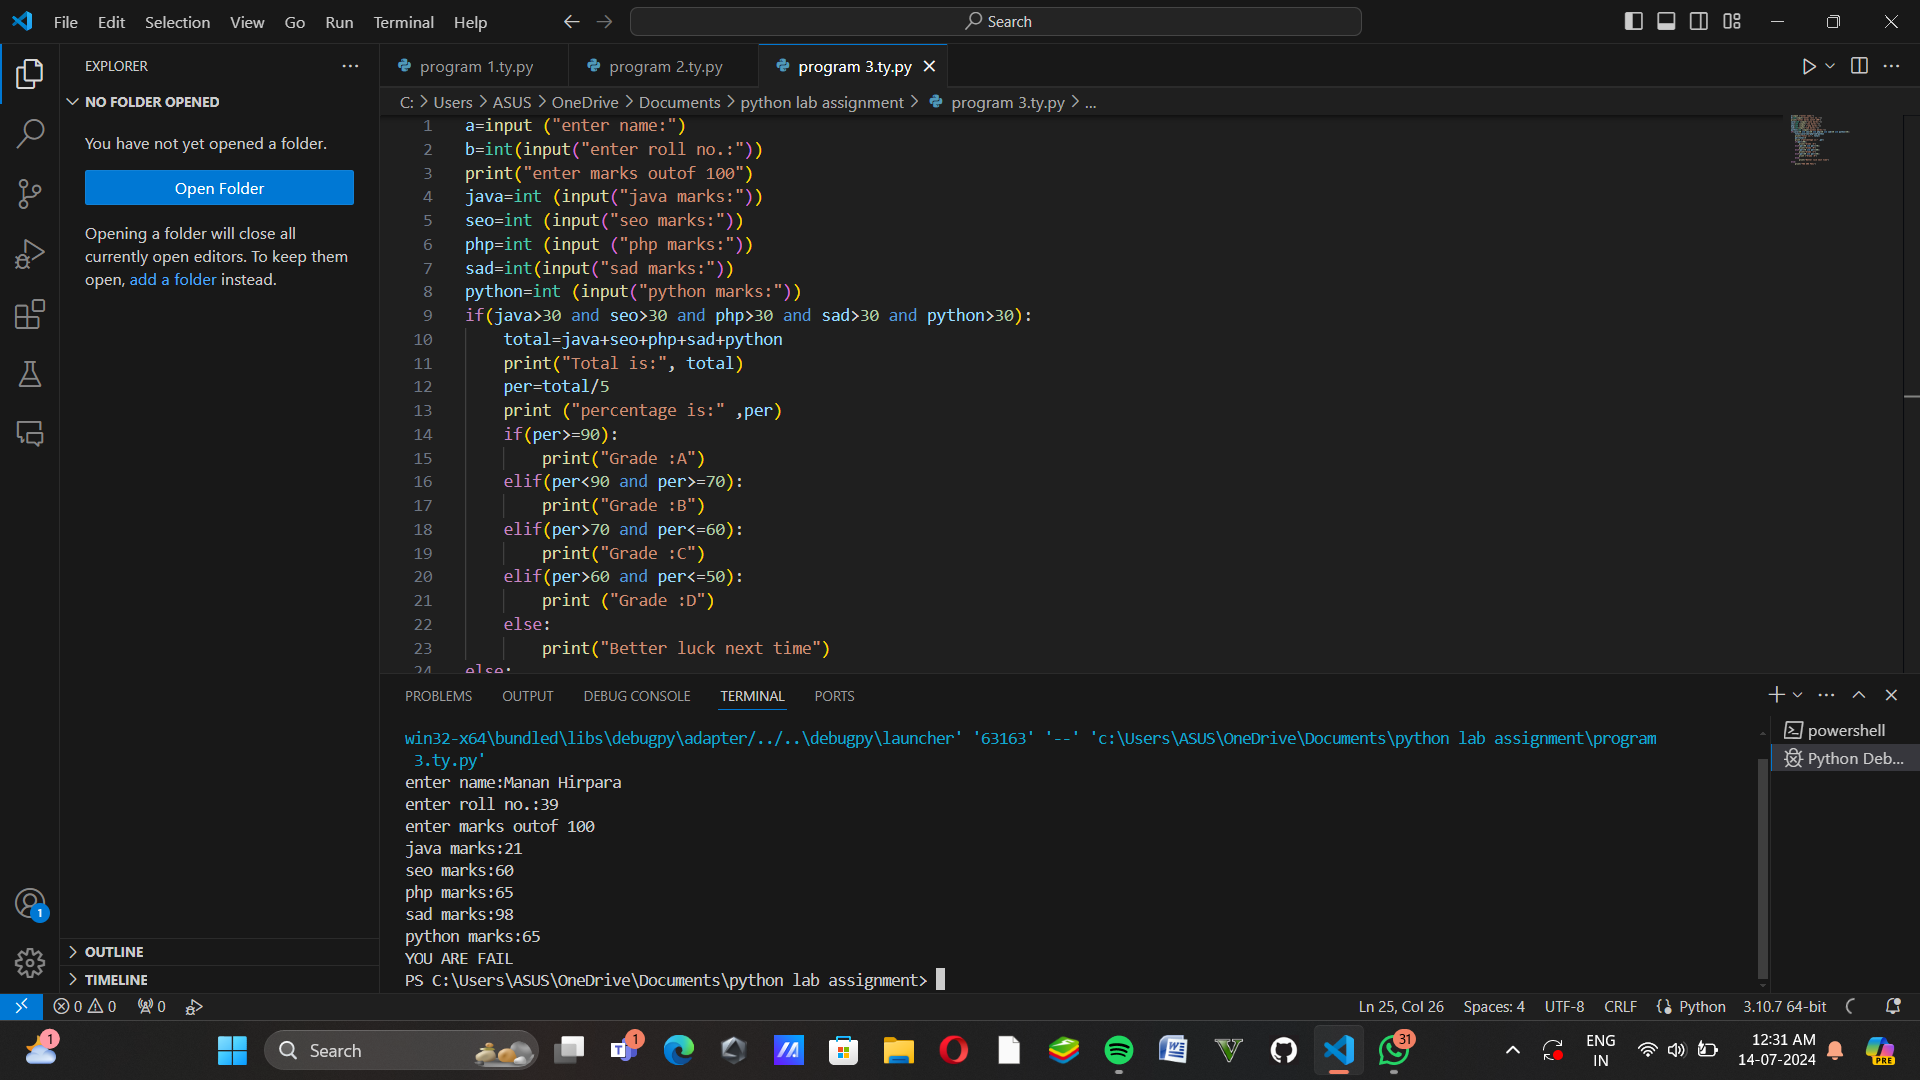 File Edit Selection View Go Run Terminal Help Search
EXPLORER
NO FOLDER OPENED
You have not yet opened a folder.
Open Folder
Opening a folder will close all
currently open editors. To keep them
open, add a folder instead.
OUTLINE
TIMELINE
program 1.ty.py program 2.ty.py program 3.ty.py
C: > Users > ASUS > OneDrive > Documents > python lab assignment > program 3.ty.py > ...
1 a=input ("enter name:")
2 b=int(input("enter roll no.:"))
3 print("enter marks outof 100")
4 java=int (input("java marks:"))
5 seo=int (input("seo marks:"))
6 php=int (input ("php marks:"))
7 sad=int(input("sad marks:"))
8 python=int (input("python marks:"))
9 if(java>30 and seo>30 and php>30 and sad>30 and python>30):
10     total=java+seo+php+sad+python
11     print("Total is:", total)
12     per=total/5
13     print ("percentage is:" ,per)
14     if(per>=90):
15         print("Grade :A")
16     elif(per<90 and per>=70):
17         print("Grade :B")
18     elif(per>70 and per<=60):
19         print("Grade :C")
20     elif(per>60 and per<=50):
21         print ("Grade :D")
22     else:
23         print("Better luck next time")
24 else:
PROBLEMS OUTPUT DEBUG CONSOLE TERMINAL PORTS
win32-x64\bundled\libs\debugpy\adapter/../..\debugpy\launcher' '63163' '--' 'c:\Users\ASUS\OneDrive\Documents\python lab assignment\program
 3.ty.py'
enter name:Manan Hirpara
enter roll no.:39
enter marks outof 100
java marks:21
seo marks:60
php marks:65
sad marks:98
python marks:65
YOU ARE FAIL
PS C:\Users\ASUS\OneDrive\Documents\python lab assignment>
powershell
Python Deb...
1
0 0 0 Ln 25, Col 26 Spaces: 4 UTF-8 CRLF Python 3.10.7 64-bit
1 Search 1 31 ENG
IN
12:31 AM
14-07-2024
PRE